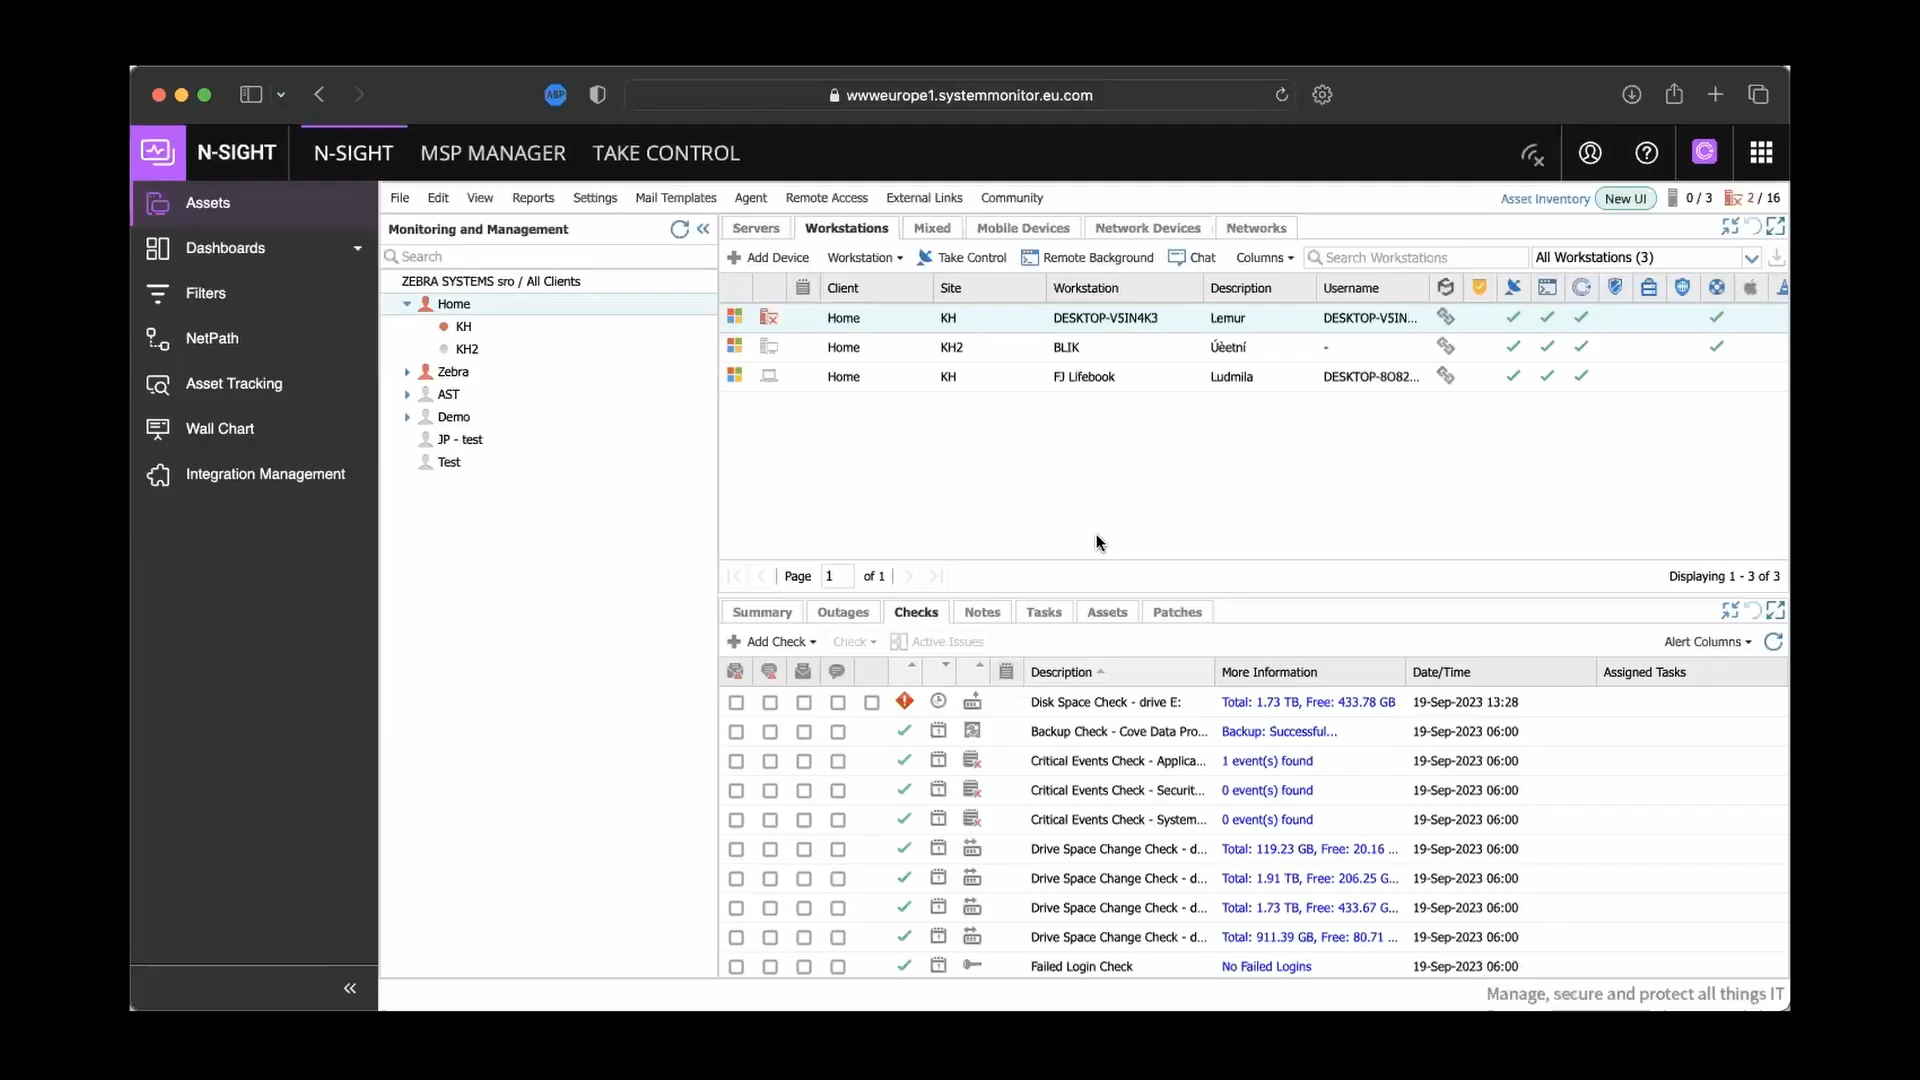 ABP
wwweurope1.systemmonitor.eu.com
N-SIGHT
N-SIGHT MSP MANAGER TAKE CONTROL
Assets
Dashboards
Filters
NetPath
Asset Tracking
Wall Chart
Integration Management
File Edit View Reports Settings Mail Templates Agent Remote Access External Links Community
Asset Inventory New UI 0 / 3 2 / 16
Monitoring and Management
Search
ZEBRA SYSTEMS sro / All Clients
Home
KH
KH2
Zebra
AST
Demo
JP - test
Test
Servers Workstations Mixed Mobile Devices Network Devices Networks
Add Device Workstation Take Control Remote Background Chat Columns Search Workstations All Workstations (3)
Client Site Workstation Description Username
Home KH DESKTOP-V5IN4K3 Lemur DESKTOP-V5IN...
Home KH2 BLIK Úèetní -
Home KH FJ Lifebook Ludmila DESKTOP-8O82...
Page 1 of 1
Displaying 1 - 3 of 3
Summary Outages Checks Notes Tasks Assets Patches
Add Check Check Active Issues Alert Columns
Description More Information Date/Time Assigned Tasks
Disk Space Check - drive E: Total: 1.73 TB, Free: 433.78 GB 19-Sep-2023 13:28
Backup Check - Cove Data Pro... Backup: Successful... 19-Sep-2023 06:00
Critical Events Check - Applica... 1 event(s) found 19-Sep-2023 06:00
Critical Events Check - Securit... 0 event(s) found 19-Sep-2023 06:00
Critical Events Check - System... 0 event(s) found 19-Sep-2023 06:00
Drive Space Change Check - d... Total: 119.23 GB, Free: 20.16 ... 19-Sep-2023 06:00
Drive Space Change Check - d... Total: 1.91 TB, Free: 206.25 G... 19-Sep-2023 06:00
Drive Space Change Check - d... Total: 1.73 TB, Free: 433.67 G... 19-Sep-2023 06:00
Drive Space Change Check - d... Total: 911.39 GB, Free: 80.71 ... 19-Sep-2023 06:00
Failed Login Check No Failed Logins 19-Sep-2023 06:00
Manage, secure and protect all things IT